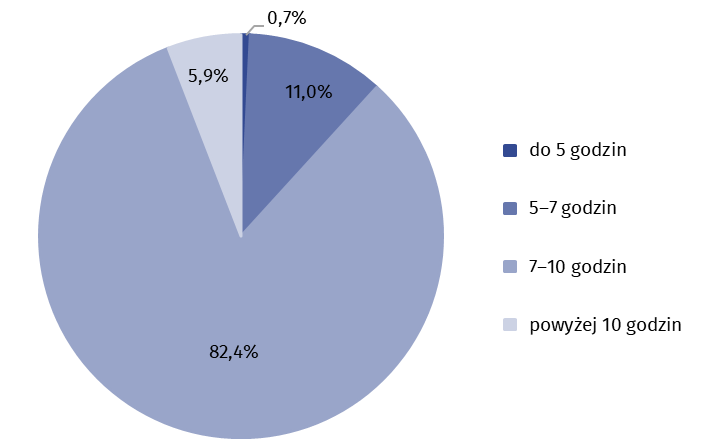 0,7%
5,9%
11,0%
82,4%
do 5 godzin
5–7 godzin
7–10 godzin
powyżej 10 godzin